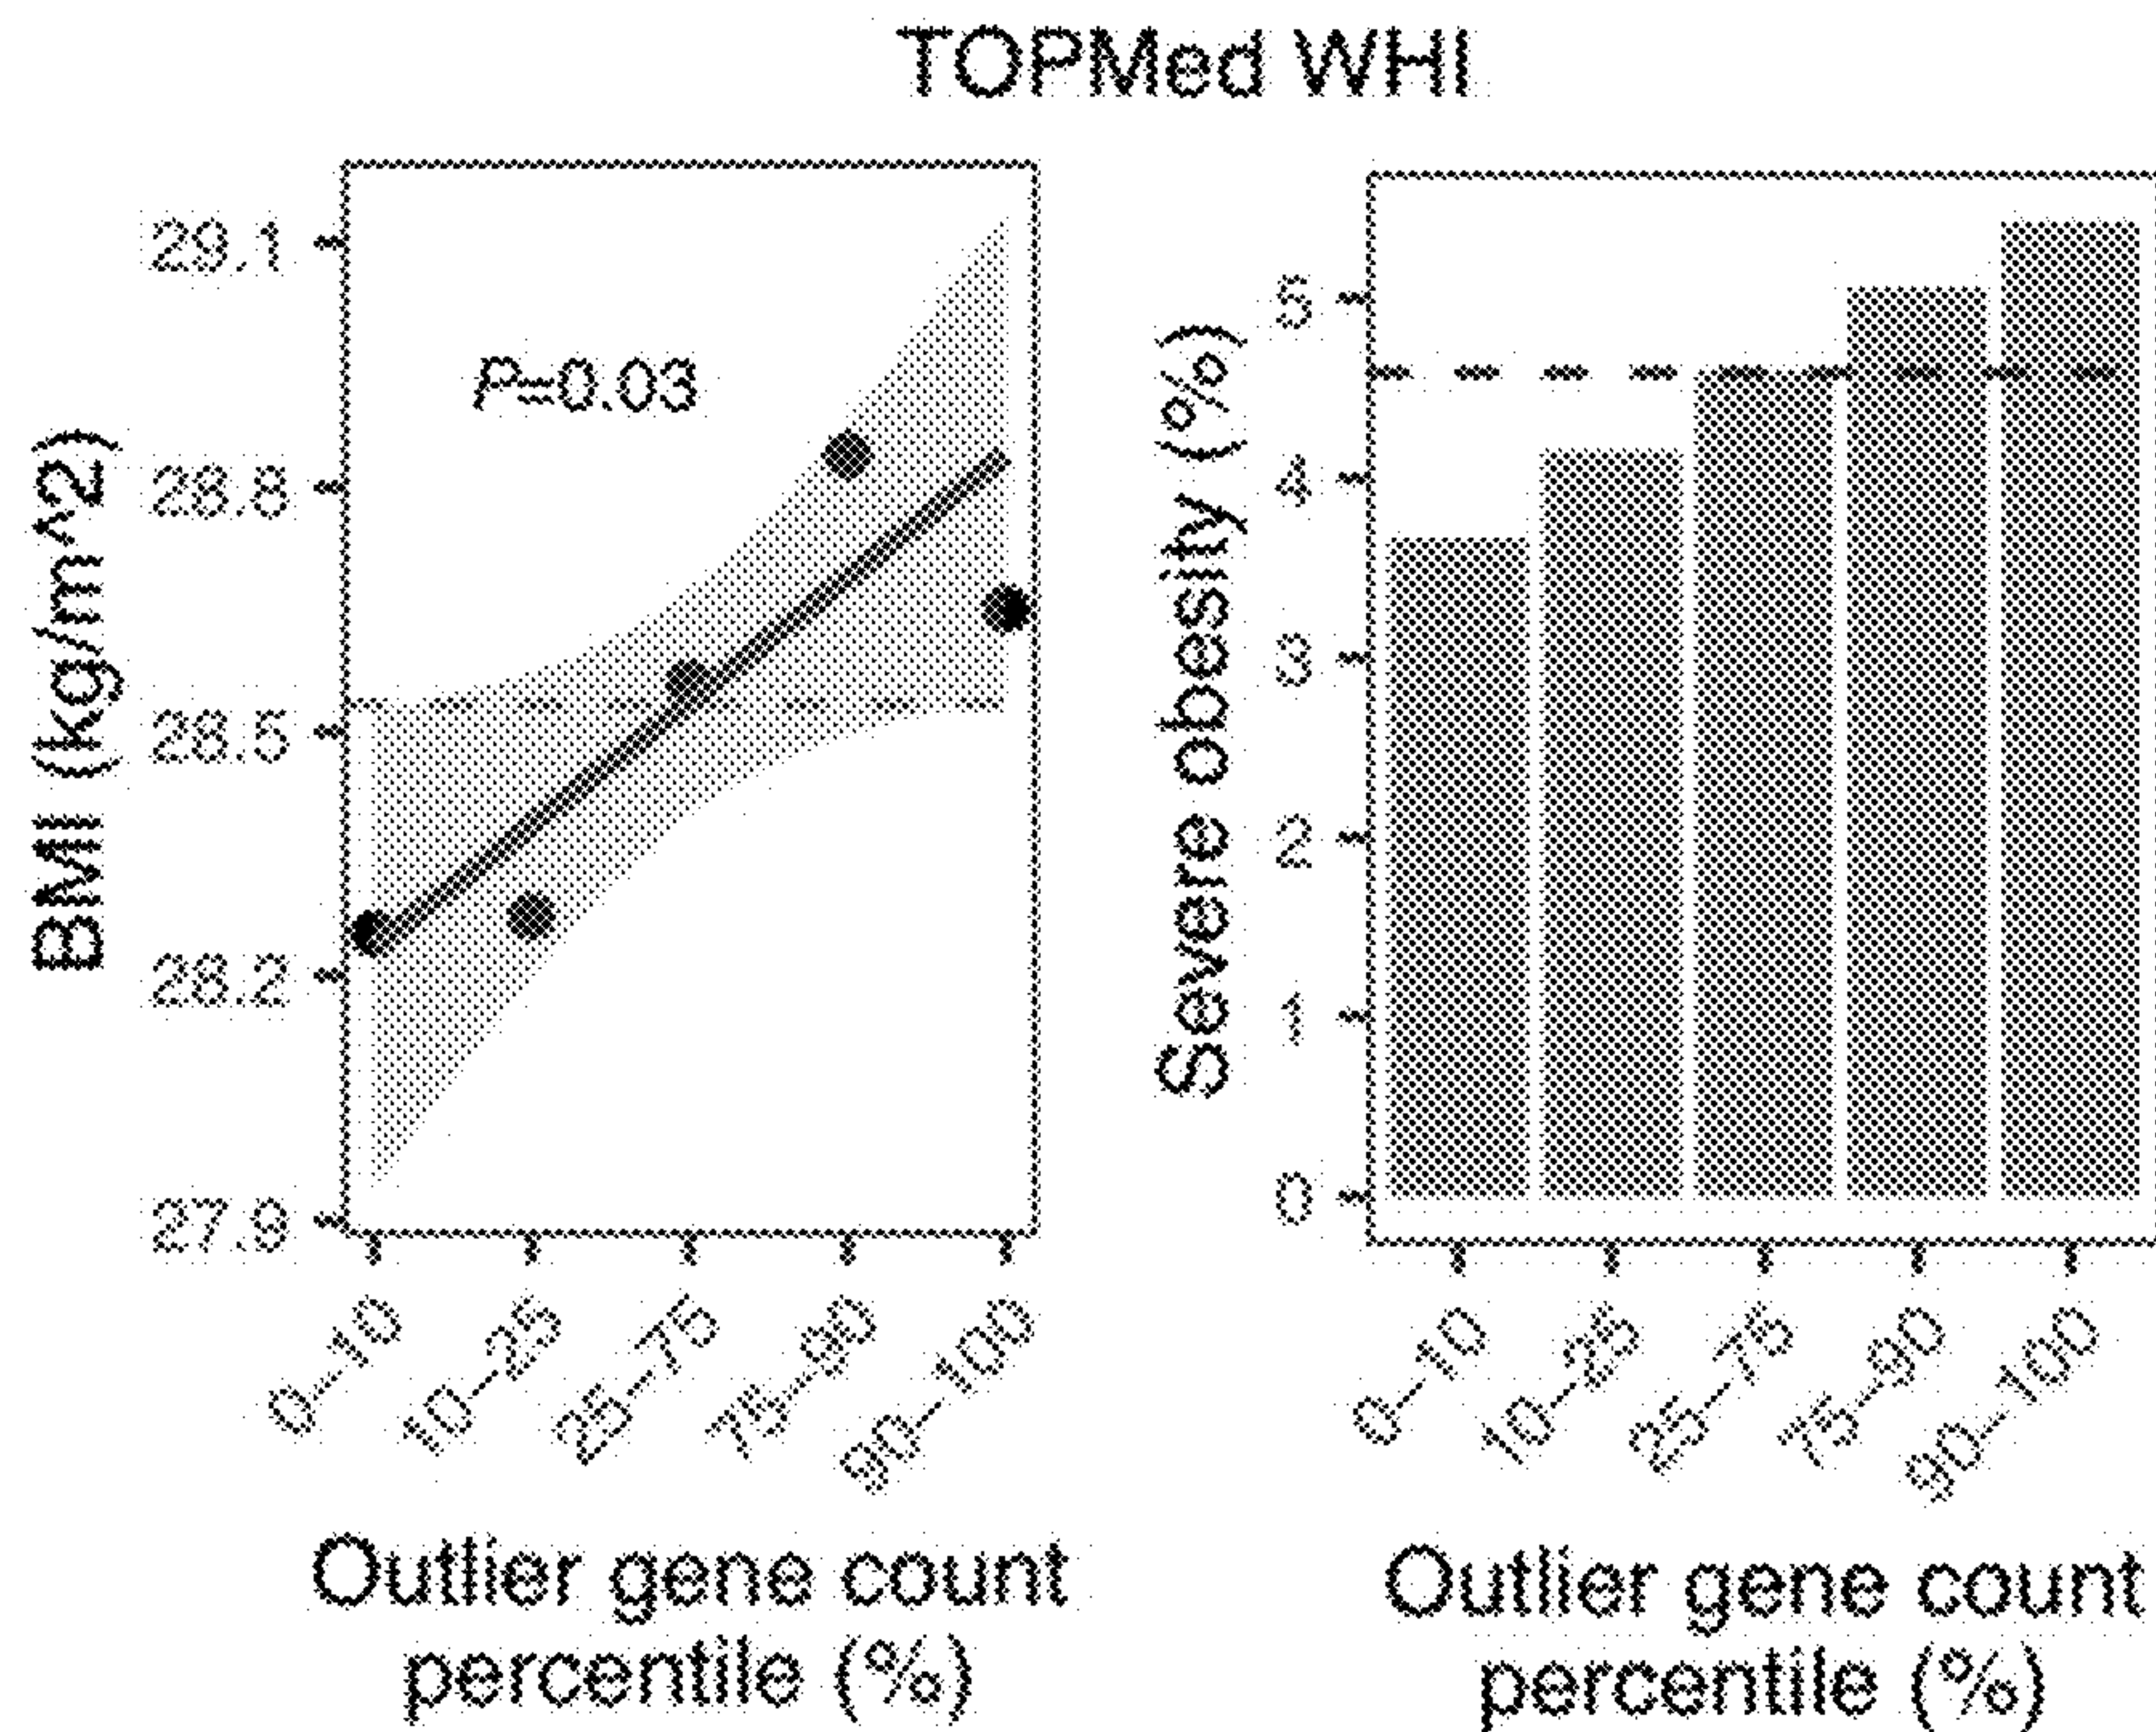 TOPMed WHI
BMI (kg/m^2)
29.1
28.8
28.5
28.2
27.9
P=0.03
0–10
10–25
25–75
75–90
90–100
Outlier gene count
percentile (%)
Severe obesity (%)
5
4
3
2
1
0
0–10
10–25
25–75
75–90
90–100
Outlier gene count
percentile (%)